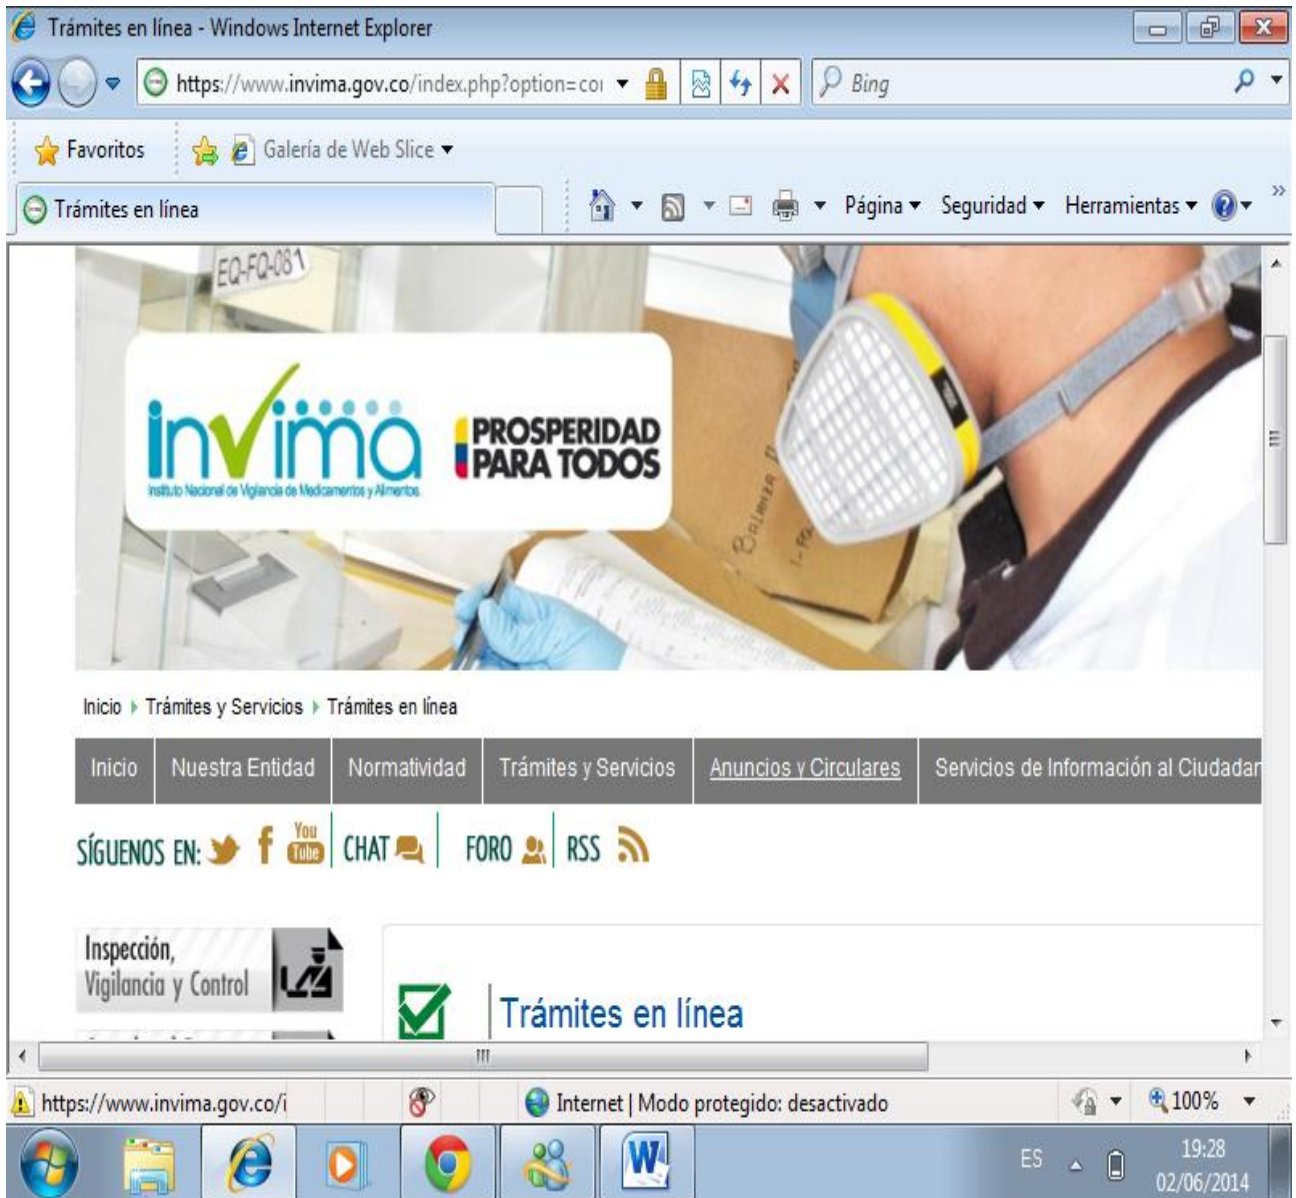 Trámites en línea - Windows Internet Explorer
https://www.invima.gov.co/index.php?option=co
Bing
Favoritos
Galería de Web Slice
Trámites en línea
Página Seguridad Herramientas
EQ-FQ-081
invima
Instituto Nacional de Vigilancia de Medicamentos y Alimentos
PROSPERIDAD
PARA TODOS
BALANZA
Inicio Trámites y Servicios Trámites en línea
Inicio Nuestra Entidad Normatividad Trámites y Servicios Anuncios y Circulares Servicios de Información al Ciudadan
SÍGUENOS EN: f You Tube CHAT FORO RSS
Inspección,
Vigilancia y Control
Trámites en línea
https://www.invima.gov.co/i
Internet | Modo protegido: desactivado
100%
W
ES
19:28
02/06/2014